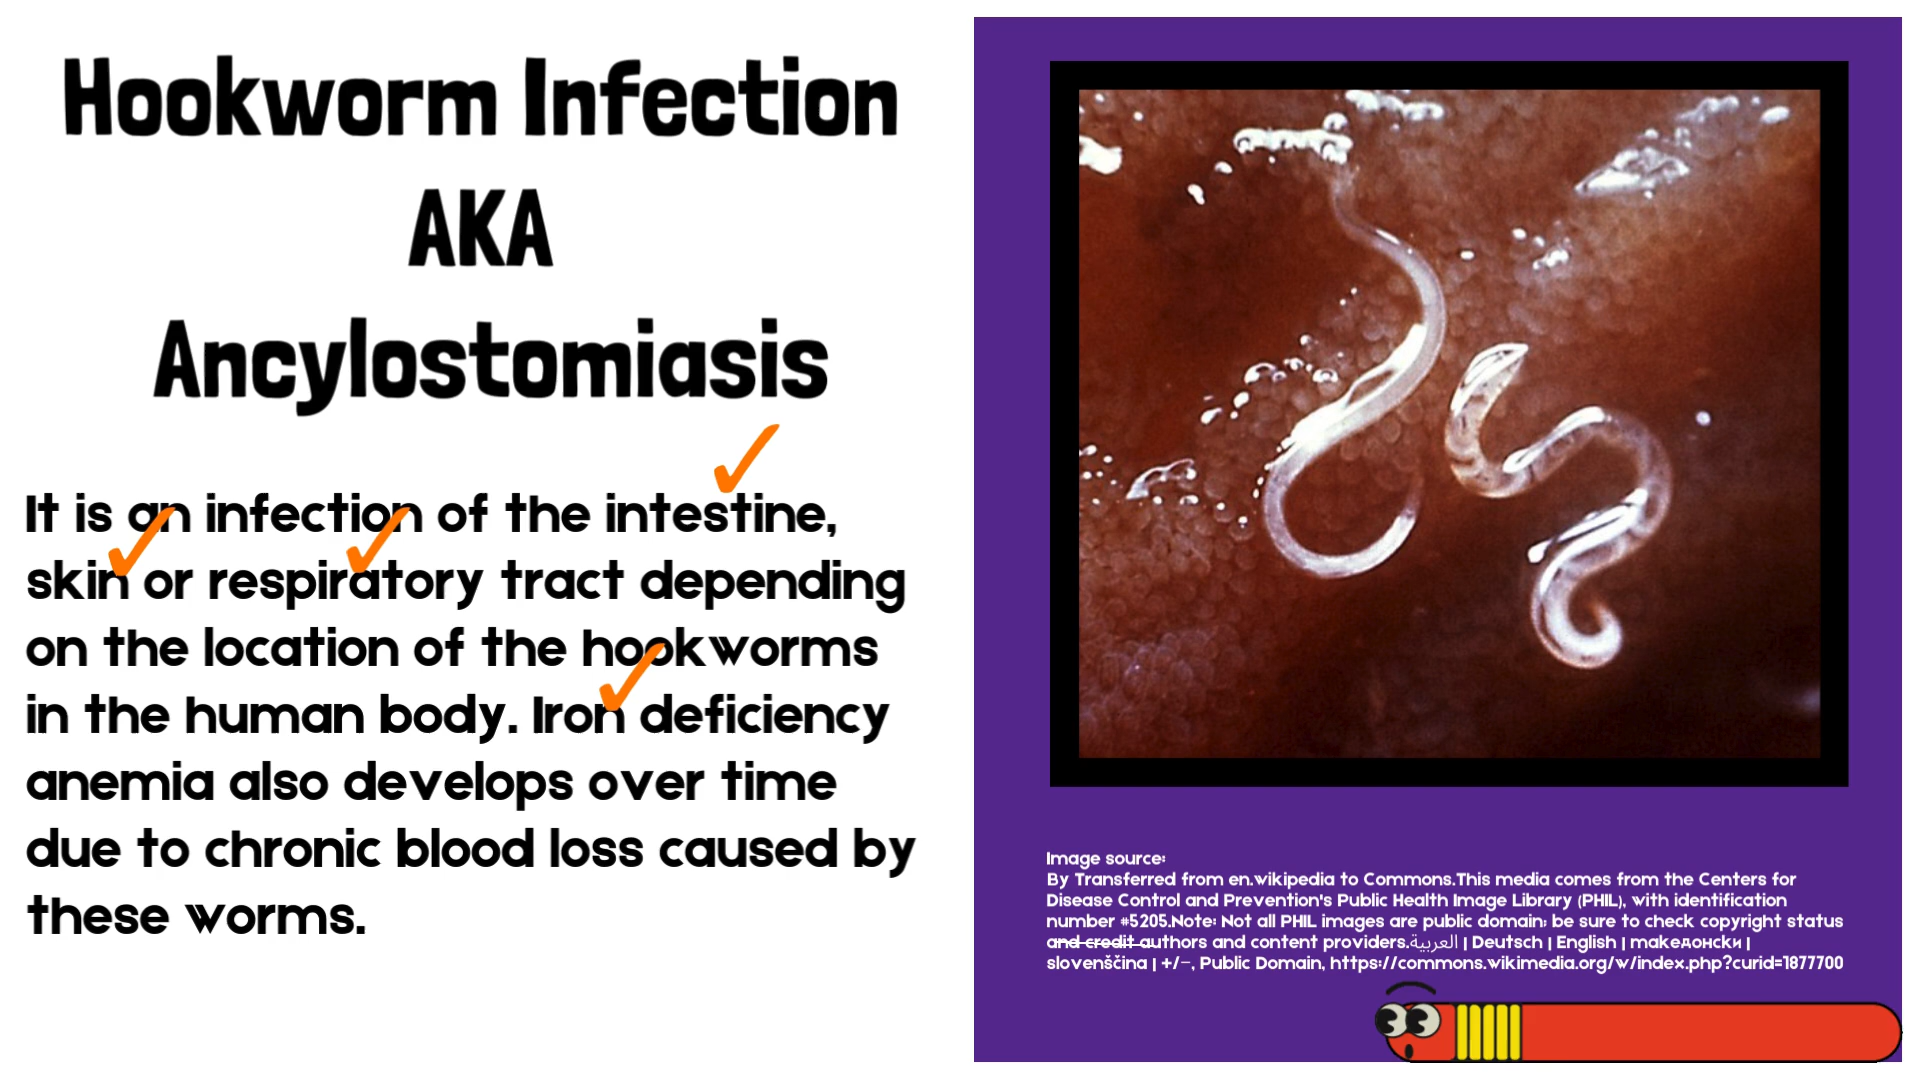 Hookworm Infection
AKA
Ancylostomiasis
It is an infection of the intestine,
skin or respiratory tract depending
on the location of the hookworms
in the human body. Iron deficiency
anemia also develops over time
due to chronic blood loss caused by
these worms.
Image source:
By Transferred from en.wikipedia to Commons.This media comes from the Centers for
Disease Control and Prevention's Public Health Image Library (PHIL), with identification
number #5205.Note: Not all PHIL images are public domain; be sure to check copyright status
and credit authors and content providers.العربية | Deutsch | English | македонски |
slovenščina | +/−, Public Domain, https://commons.wikimedia.org/w/index.php?curid=1877700